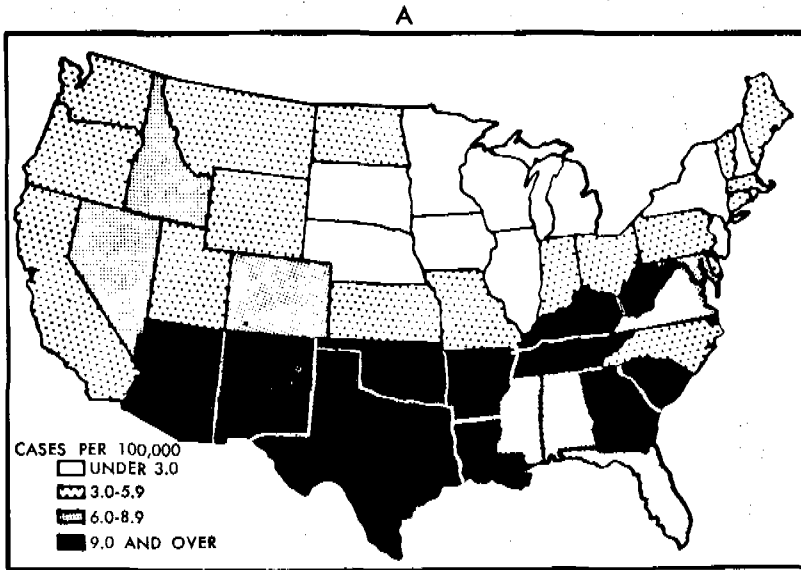 A
CASES PER 100,000
UNDER 3.0
3.0-5.9
6.0-8.9
9.0 AND OVER